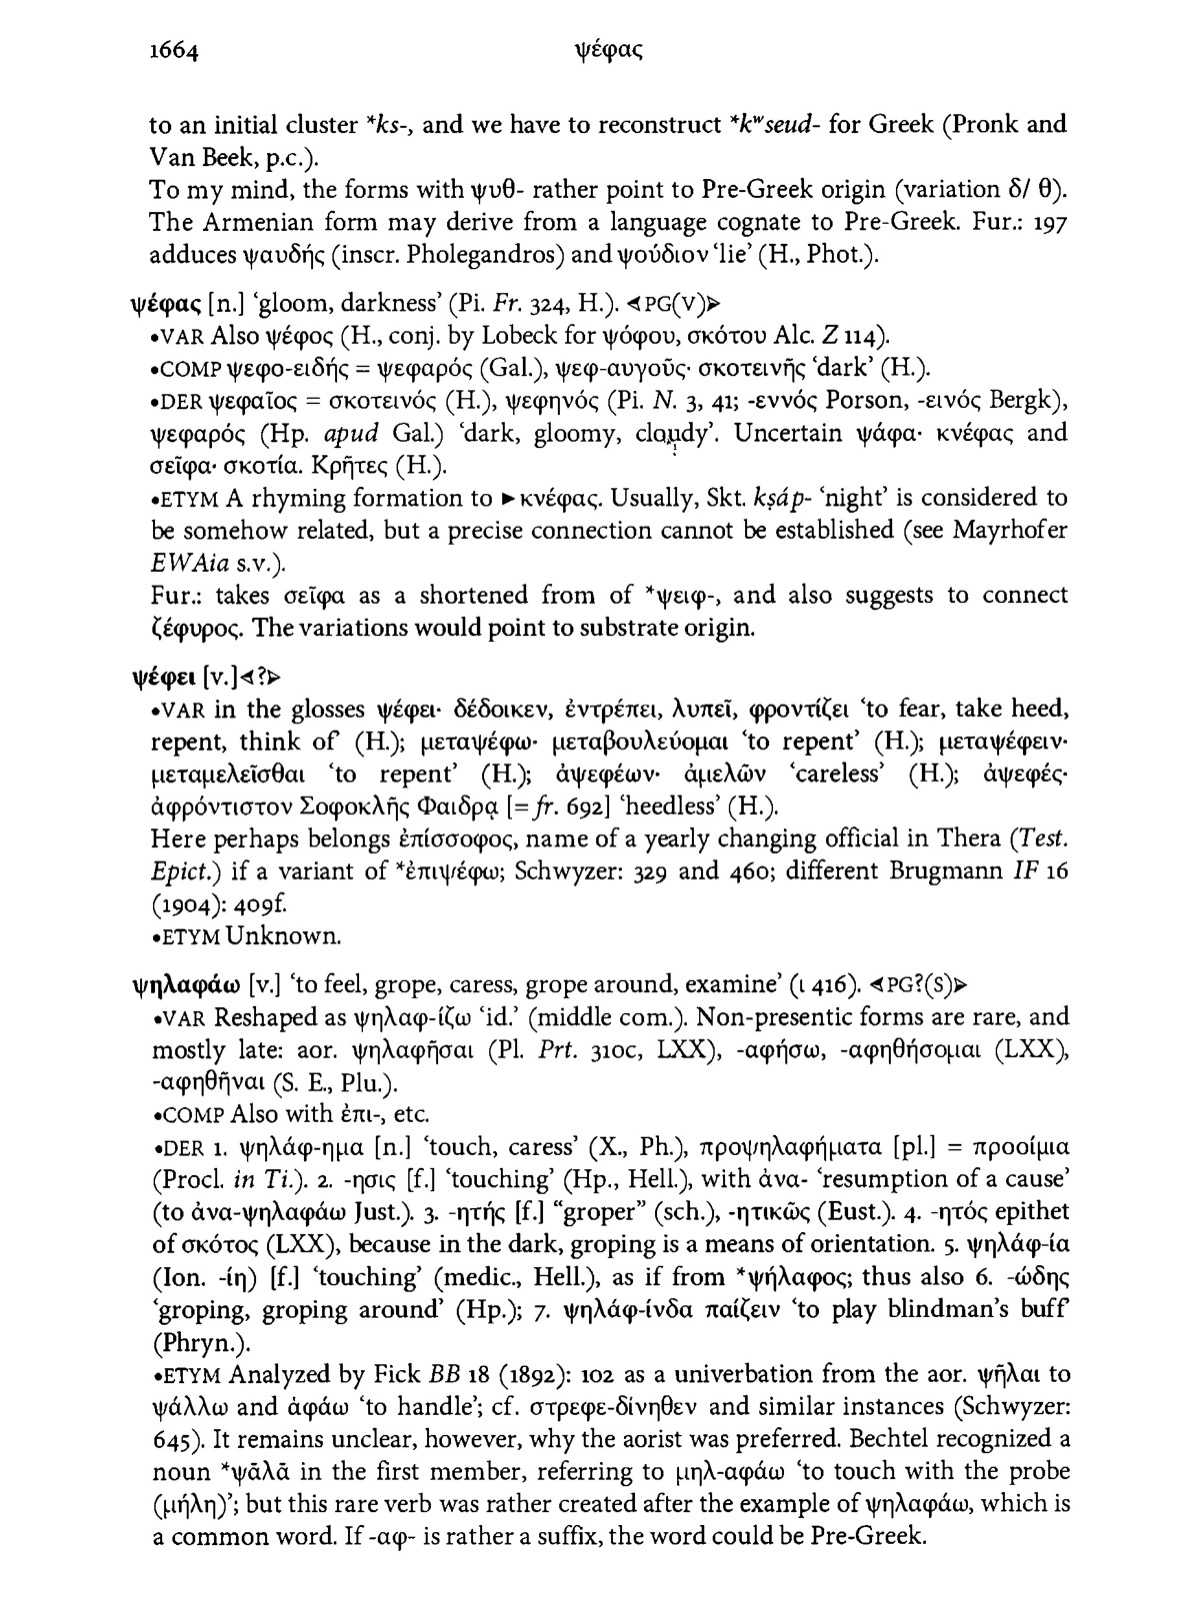 1664 ψέφας
to an initial cluster *ks-, and we have to reconstruct *kʷseud- for Greek (Pronk and
Van Beek, p.c.).
To my mind, the forms with ψυθ- rather point to Pre-Greek origin (variation δ/ θ).
The Armenian form may derive from a language cognate to Pre-Greek. Fur.: 197
adduces ψαυδής (inscr. Pholegandros) and ψούδιον ‘lie’ (H., Phot.).
ψέφας [n.] ‘gloom, darkness’ (Pi. Fr. 324, H.). ⋖PG(V)⋗
•VAR Also ψέφος (H., conj. by Lobeck for ψόφου, σκότου Alc. Z 114).
•COMP ψεφο-ειδής = ψεφαρός (Gal.), ψεφ-αυγοῦς· σκοτεινῆς ‘dark’ (H.).
•DER ψεφαῖος = σκοτεινός (H.), ψεφηνός (Pi. N. 3, 41; -εννός Porson, -εινός Bergk),
ψεφαρός (Hp. apud Gal.) ‘dark, gloomy, cloudy’. Uncertain ψάφα· κνέφας and
σεῖφα· σκοτία. Κρῆτες (H.).
•ETYM A rhyming formation to ►κνέφας. Usually, Skt. kṣáp- ‘night’ is considered to
be somehow related, but a precise connection cannot be established (see Mayrhofer
EWAia s.v.).
Fur.: takes σεῖφα as a shortened from of *ψειφ-, and also suggests to connect
ζέφυρος. The variations would point to substrate origin.
ψέφει [v.]⋖?⋗
•VAR in the glosses ψέφει· δέδοικεν, ἐντρέπει, λυπεῖ, φροντίζει ‘to fear, take heed,
repent, think of’ (H.); μεταψέφω· μεταβουλεύομαι ‘to repent’ (H.); μεταψέφειν·
μεταμελεῖσθαι ‘to repent’ (H.); ἀψεφέων· ἀμελῶν ‘careless’ (H.); ἀψεφές·
ἀφρόντιστον Σοφοκλῆς Φαιδρᾳ [=fr. 692] ‘heedless’ (H.).
Here perhaps belongs ἐπίσσοφος, name of a yearly changing official in Thera (Test.
Epict.) if a variant of *ἐπιψέφω; Schwyzer: 329 and 460; different Brugmann IF 16
(1904): 409f.
•ETYM Unknown.
ψηλαφάω [v.] ‘to feel, grope, caress, grope around, examine’ (ι 416). ⋖PG?(S)⋗
•VAR Reshaped as ψηλαφ-ίζω ‘id.’ (middle com.). Non-presentic forms are rare, and
mostly late: aor. ψηλαφῆσαι (Pl. Prt. 310c, LXX), -αφήσω, -αφηθήσομαι (LXX),
-αφηθῆναι (S. E., Plu.).
•COMP Also with ἐπι-, etc.
•DER 1. ψηλάφ-ημα [n.] ‘touch, caress’ (X., Ph.), προψηλαφήματα [pl.] = προοίμια
(Procl. in Ti.). 2. -ησις [f.] ‘touching’ (Hp., Hell.), with ἀνα- ‘resumption of a cause’
(to ἀνα-ψηλαφάω Just.). 3. -ητής [f.] “groper” (sch.), -ητικῶς (Eust.). 4. -ητός epithet
of σκότος (LXX), because in the dark, groping is a means of orientation. 5. ψηλάφ-ία
(Ion. -ίη) [f.] ‘touching’ (medic., Hell.), as if from *ψήλαφος; thus also 6. -ώδης
‘groping, groping around’ (Hp.); 7. ψηλάφ-ίνδα παίζειν ‘to play blindman’s buff’
(Phryn.).
•ETYM Analyzed by Fick BB 18 (1892): 102 as a univerbation from the aor. ψῆλαι to
ψάλλω and ἀφάω ‘to handle’; cf. στρεφε-δίνηθεν and similar instances (Schwyzer:
645). It remains unclear, however, why the aorist was preferred. Bechtel recognized a
noun *ψᾱλᾱ in the first member, referring to μηλ-αφάω ‘to touch with the probe
(μήλη)’; but this rare verb was rather created after the example of ψηλαφάω, which is
a common word. If -αφ- is rather a suffix, the word could be Pre-Greek.